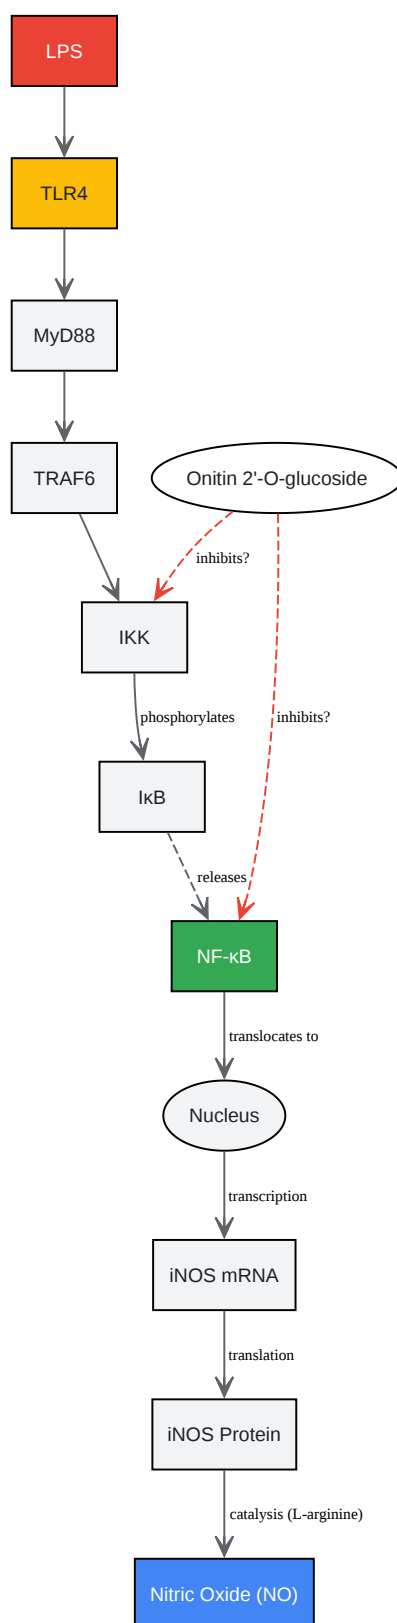 LPS
TLR4
MyD88
TRAF6
Onitin 2'-O-glucoside
inhibits?
IKK
phosphorylates
inhibits?
IκB
releases
NF-κB
translocates to
Nucleus
transcription
iNOS mRNA
translation
iNOS Protein
catalysis (L-arginine)
Nitric Oxide (NO)